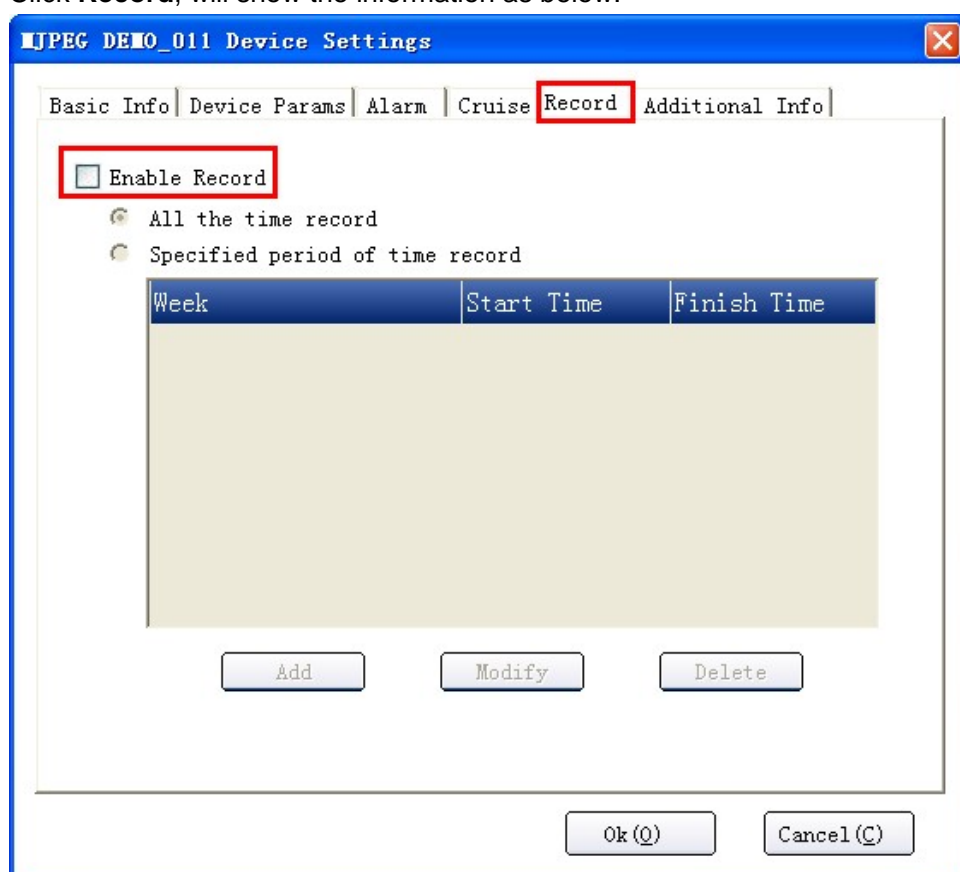 Click Record, will show the information as below:
MJPEG DEMO_011 Device Settings
Basic Info Device Params Alarm Cruise Record Additional Info
Enable Record
All the time record
Specified period of time record
Week Start Time Finish Time
Add Modify Delete
Ok(O) Cancel(C)